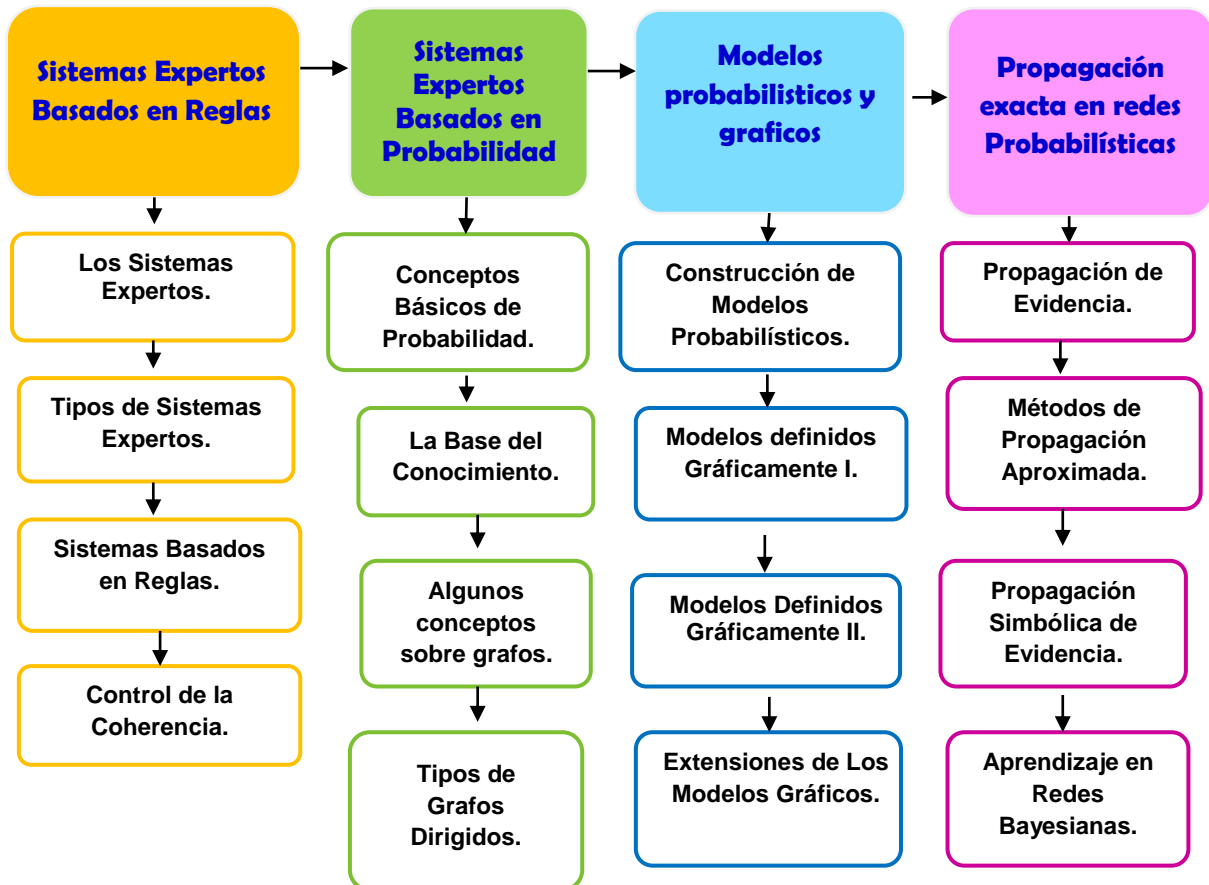 Sistemas Expertos
Basados en Reglas
Sistemas
Expertos
Basados en
Probabilidad
Modelos
probabilisticos y
graficos
Propagación
exacta en redes
Probabilísticas
Los Sistemas
Expertos.
Tipos de Sistemas
Expertos.
Sistemas Basados
en Reglas.
Control de la
Coherencia.
Conceptos
Básicos de
Probabilidad.
La Base del
Conocimiento.
Algunos
conceptos
sobre grafos.
Tipos de
Grafos
Dirigidos.
Construcción de
Modelos
Probabilísticos.
Modelos definidos
Gráficamente I.
Modelos Definidos
Gráficamente II.
Extensiones de Los
Modelos Gráficos.
Propagación de
Evidencia.
Métodos de
Propagación
Aproximada.
Propagación
Simbólica de
Evidencia.
Aprendizaje en
Redes
Bayesianas.